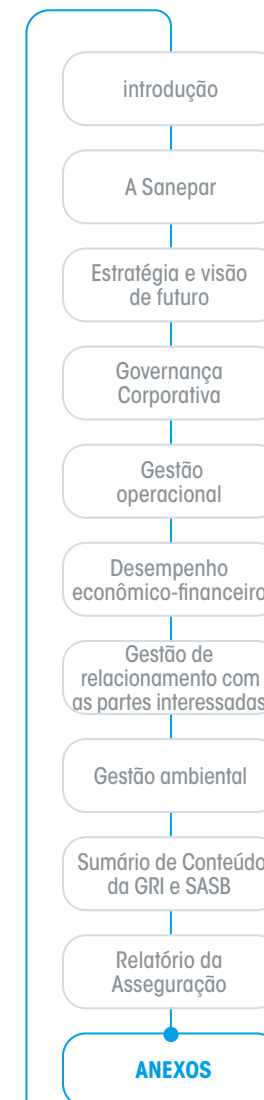 introdução
A Sanepar
Estratégia e visão
de futuro
Governança
Corporativa
Gestão
operacional
Desempenho
econômico-financeiro
Gestão de
relacionamento com
as partes interessadas
Gestão ambiental
Sumário de Conteúdo
da GRI e SASB
Relatório da
Asseguração
ANEXOS